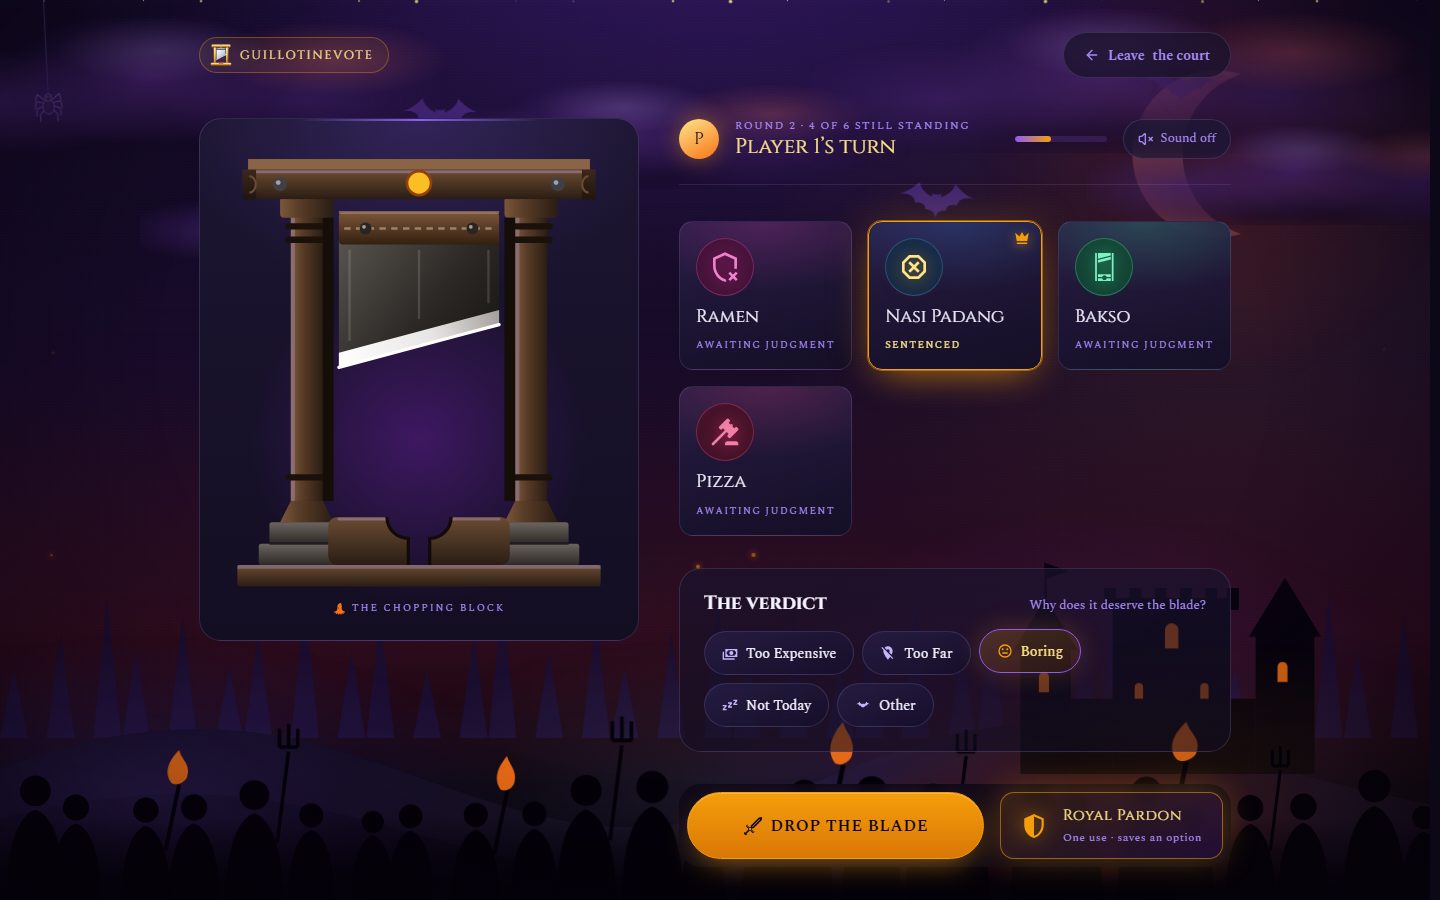 GUILLOTINEVOTE
Leave the court
THE CHOPPING BLOCK
P
ROUND 2 · 4 OF 6 STILL STANDING
Player 1's turn
Sound off
Ramen
AWAITING JUDGMENT
Nasi Padang
SENTENCED
Bakso
AWAITING JUDGMENT
Pizza
AWAITING JUDGMENT
The verdict
Why does it deserve the blade?
Too Expensive
Too Far
Boring
Not Today
Other
DROP THE BLADE
Royal Pardon
One use · saves an option